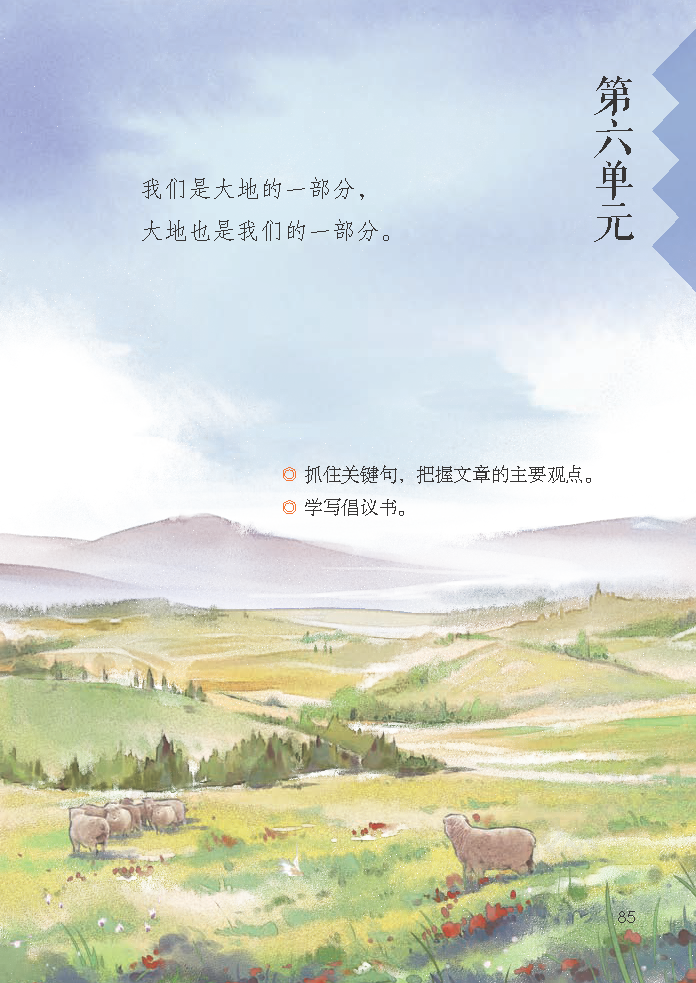 第六单元
我们是大地的一部分，
大地也是我们的一部分。
◎ 抓住关键句，把握文章的主要观点。
◎ 学写倡议书。
85